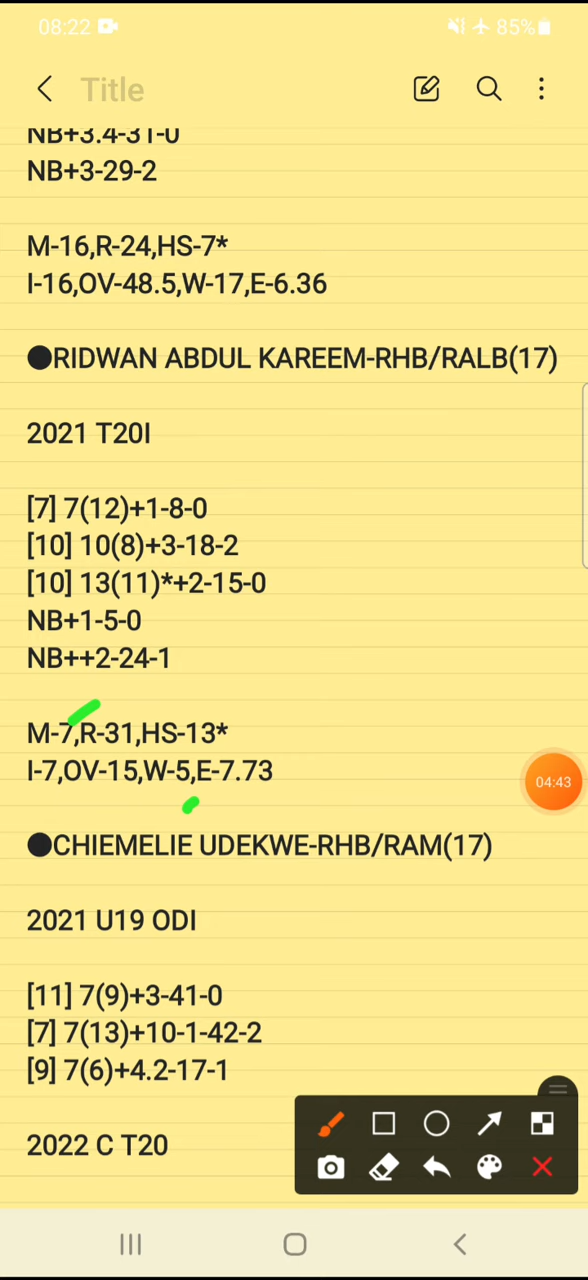 08:22
85%
Title
NB+3.4-31-0
NB+3-29-2
M-16,R-24,HS-7*
I-16,OV-48.5,W-17,E-6.36
●RIDWAN ABDUL KAREEM-RHB/RALB(17)
2021 T20I
[7] 7(12)+1-8-0
[10] 10(8)+3-18-2
[10] 13(11)*+2-15-0
NB+1-5-0
NB++2-24-1
M-7,R-31,HS-13*
I-7,OV-15,W-5,E-7.73
04:43
●CHIEMELIE UDEKWE-RHB/RAM(17)
2021 U19 ODI
[11] 7(9)+3-41-0
[7] 7(13)+10-1-42-2
[9] 7(6)+4.2-17-1
2022 C T20